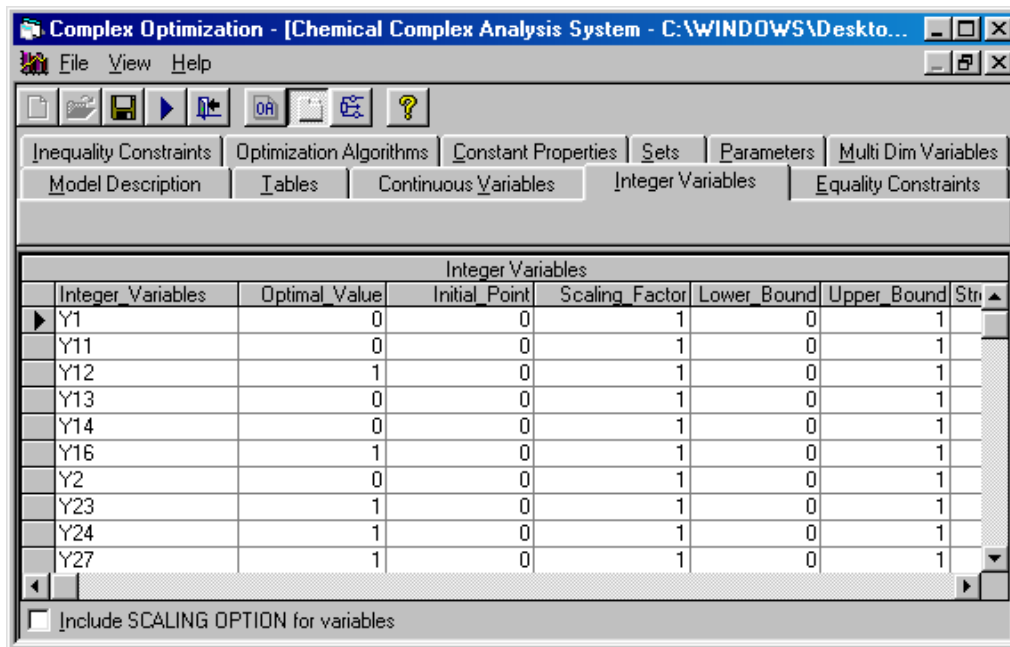 Complex Optimization - [Chemical Complex Analysis System - C:\WINDOWS\Deskto...
File View Help
Inequality Constraints Optimization Algorithms Constant Properties Sets Parameters Multi Dim Variables
Model Description Tables Continuous Variables Integer Variables Equality Constraints
Integer Variables
Integer_Variables Optimal_Value Initial_Point Scaling_Factor Lower_Bound Upper_Bound
Y1 0 0 1 0 1
Y11 0 0 1 0 1
Y12 1 0 1 0 1
Y13 0 0 1 0 1
Y14 0 0 1 0 1
Y16 1 0 1 0 1
Y2 0 0 1 0 1
Y23 1 0 1 0 1
Y24 1 0 1 0 1
Y27 1 0 1 0 1
Include SCALING OPTION for variables